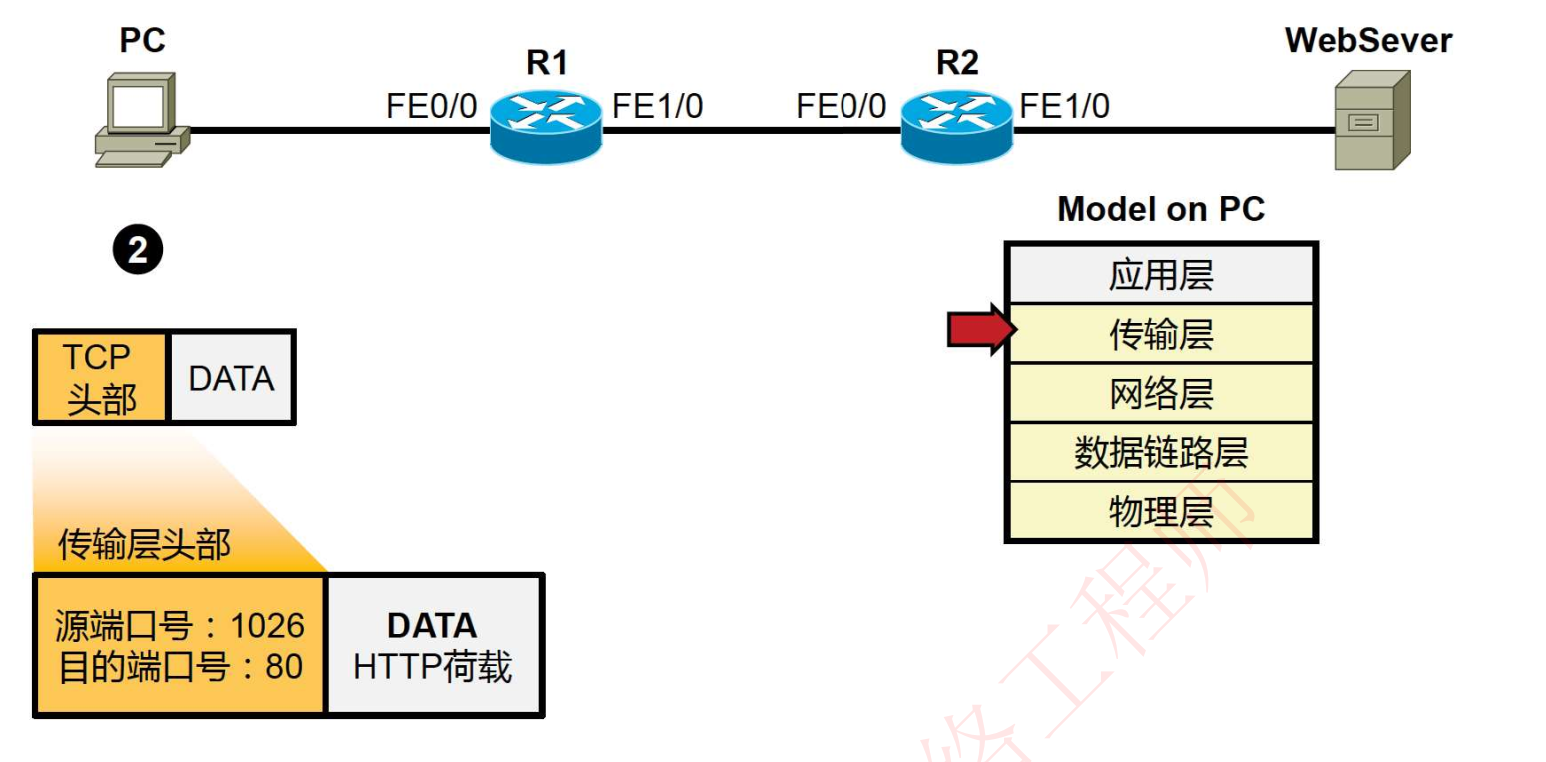 PC
R1
R2
WebSever
FE0/0
FE1/0
FE0/0
FE1/0
2
Model on PC
应用层
传输层
网络层
数据链路层
物理层
TCP
头部
DATA
传输层头部
源端口号：1026
目的端口号：80
DATA
HTTP荷载
络工程师